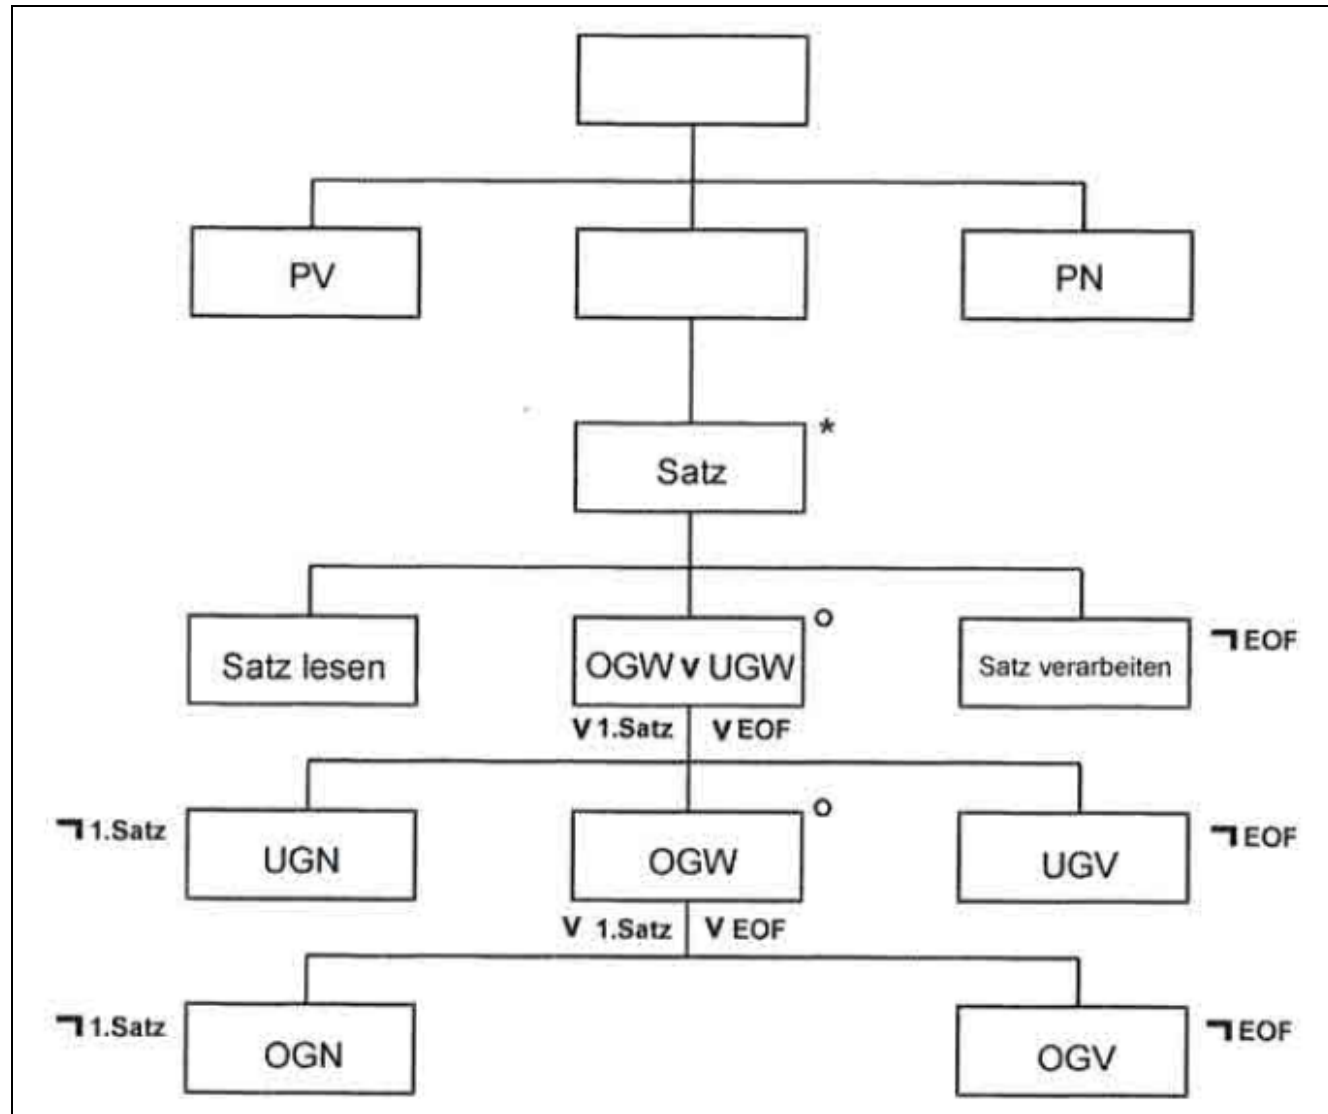 PV
PN
*
Satz
Satz lesen
OGW v UGW
o
Satz verarbeiten
¬EOF
v 1.Satz v EOF
¬1.Satz
UGN
OGW
o
UGV
¬EOF
v 1.Satz v EOF
¬1.Satz
OGN
OGV
¬EOF